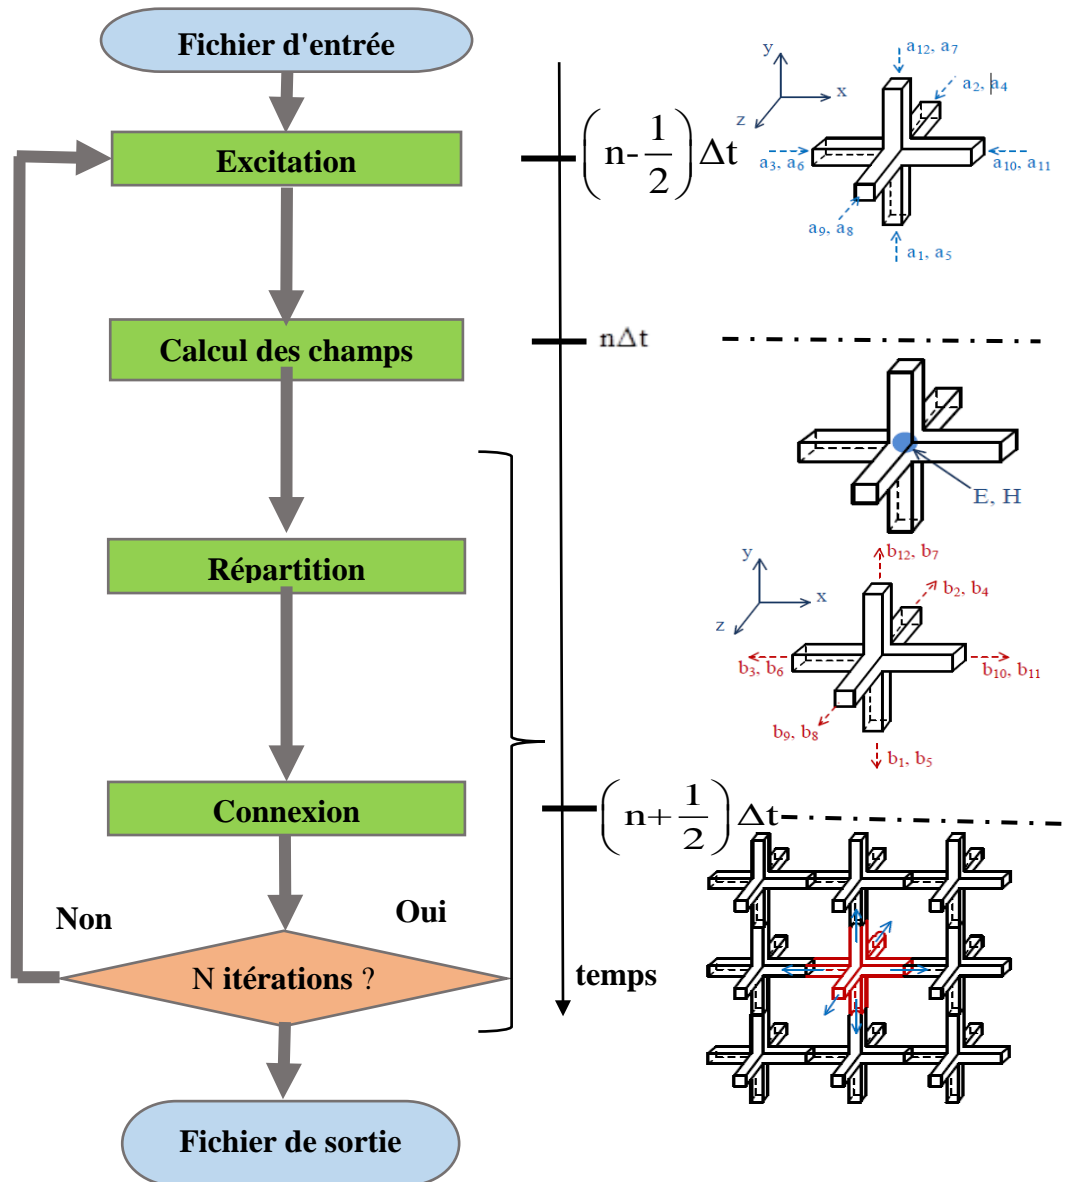 Fichier d'entrée
Excitation
Calcul des champs
Répartition
Connexion
Non
Oui
N itérations ?
Fichier de sortie
(n-1/2)Δt
nΔt
(n+1/2)Δt
temps
y
x
z
a12, a7
a2, a4
a3, a6
a10, a11
a9, a8
a1, a5
E, H
y
x
z
b12, b7
b2, b4
b3, b6
b10, b11
b9, b8
b1, b5